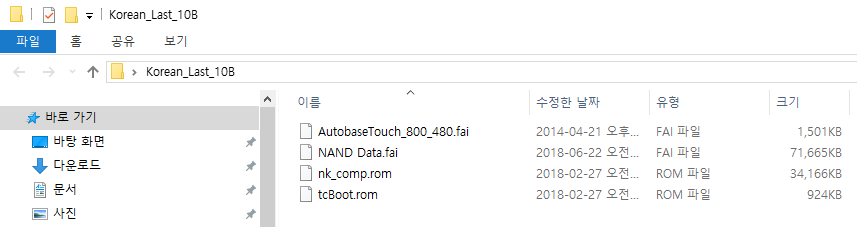 Korean_Last_10B
파일 홈 공유 보기
Korean_Last_10B
바로 가기
바탕 화면
다운로드
문서
사진
이름 수정한 날짜 유형 크기
AutobaseTouch_800_480.fai 2014-04-21 오후... FAI 파일 1,501KB
NAND Data.fai 2018-06-22 오전... FAI 파일 71,665KB
nk_comp.rom 2018-02-27 오전... ROM 파일 34,166KB
tcBoot.rom 2018-02-27 오전... ROM 파일 924KB